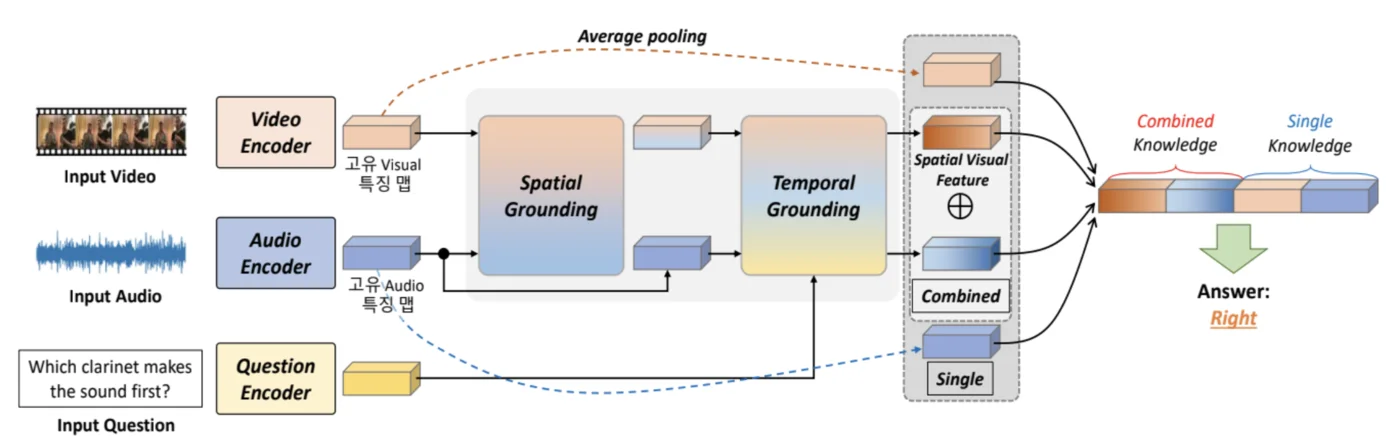 Average pooling
Input Video
Video
Encoder
고유 Visual
특징 맵
Input Audio
Audio
Encoder
고유 Audio
특징 맵
Which clarinet makes
the sound first?
Input Question
Question
Encoder
Spatial
Grounding
Temporal
Grounding
Spatial Visual
Feature
Combined
Single
Combined
Knowledge
Single
Knowledge
Answer:
Right